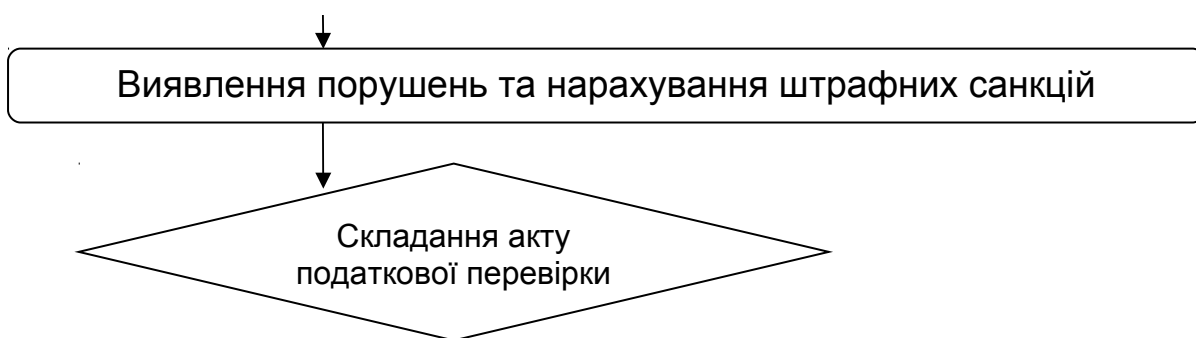 Виявлення порушень та нарахування штрафних санкцій
Складання акту
податкової перевірки